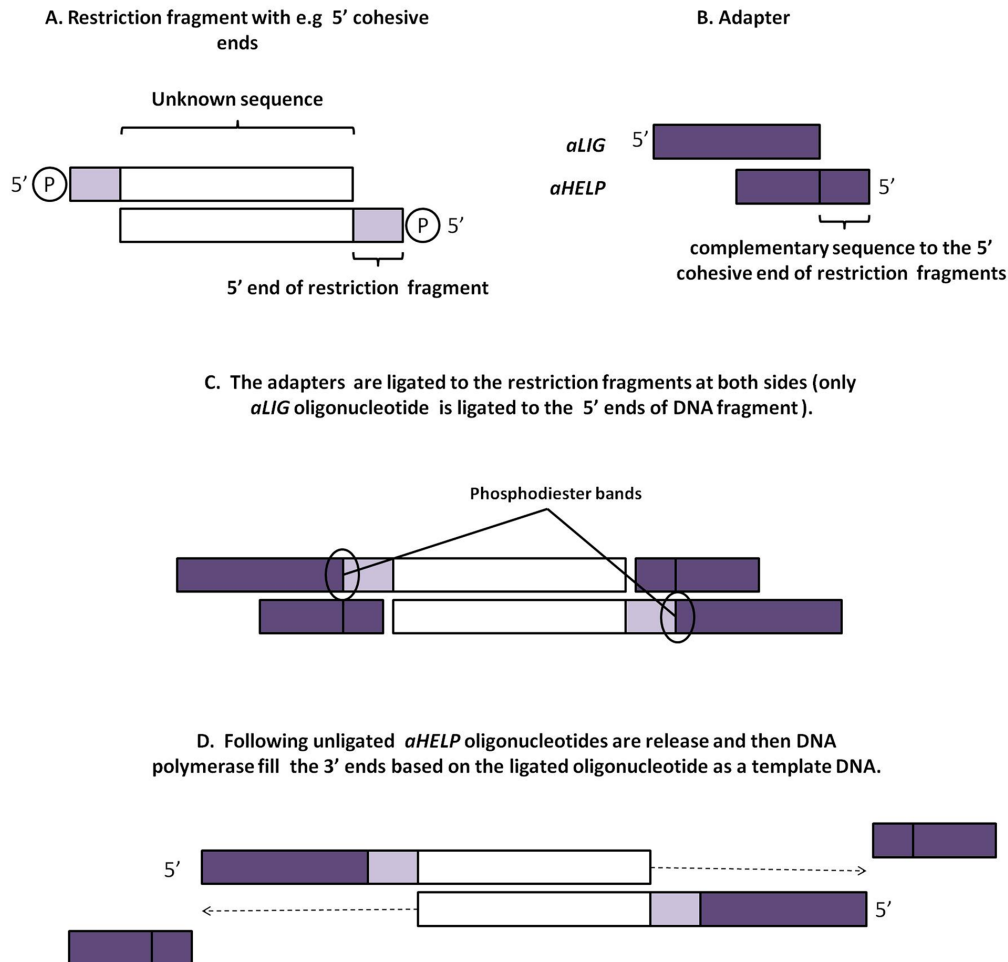 A. Restriction fragment with e.g 5' cohesive
ends
B. Adapter
Unknown sequence
5' P
P 5'
5' end of restriction fragment
aLIG 5'
aHELP 5'
complementary sequence to the 5'
cohesive end of restriction fragments
C. The adapters are ligated to the restriction fragments at both sides (only
aLIG oligonucleotide is ligated to the 5' ends of DNA fragment).
Phosphodiester bands
D. Following unligated aHELP oligonucleotides are release and then DNA
polymerase fill the 3' ends based on the ligated oligonucleotide as a template DNA.
5'
5'